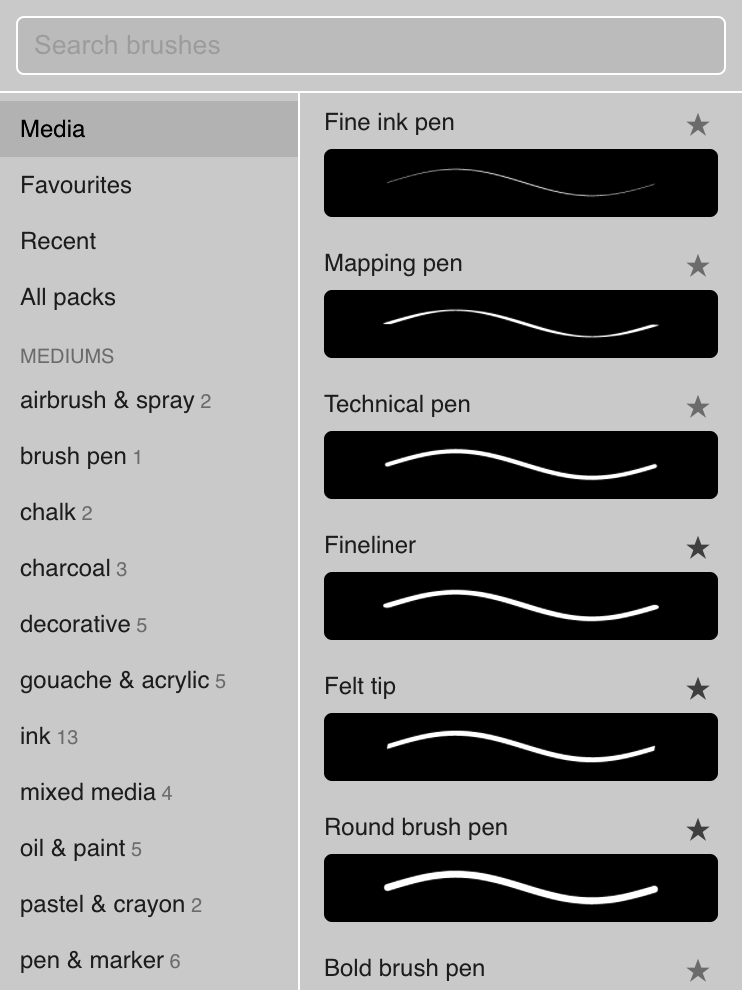 Search brushes
Media
Favourites
Recent
All packs
MEDIUMS
airbrush & spray 2
brush pen 1
chalk 2
charcoal 3
decorative 5
gouache & acrylic 5
ink 13
mixed media 4
oil & paint 5
pastel & crayon 2
pen & marker 6
Fine ink pen
Mapping pen
Technical pen
Fineliner
Felt tip
Round brush pen
Bold brush pen